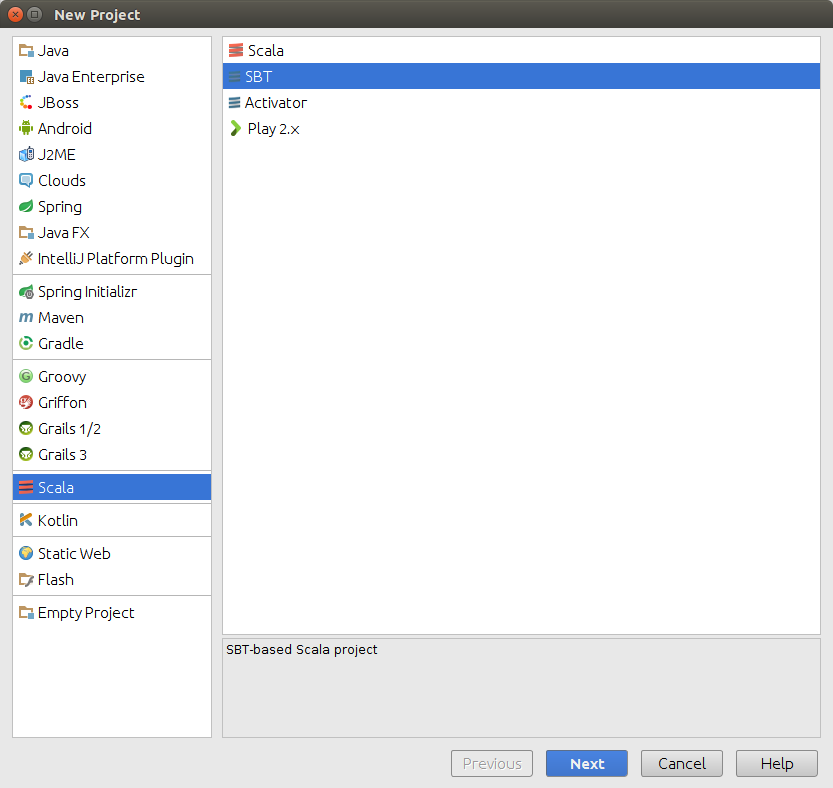 New Project
Java
Java Enterprise
JBoss
Android
J2ME
Clouds
Spring
Java FX
IntelliJ Platform Plugin
Spring Initializr
Maven
Gradle
Groovy
Griffon
Grails 1/2
Grails 3
Scala
Kotlin
Static Web
Flash
Empty Project
Scala
SBT
Activator
Play 2.x
SBT-based Scala project
Previous
Next
Cancel
Help